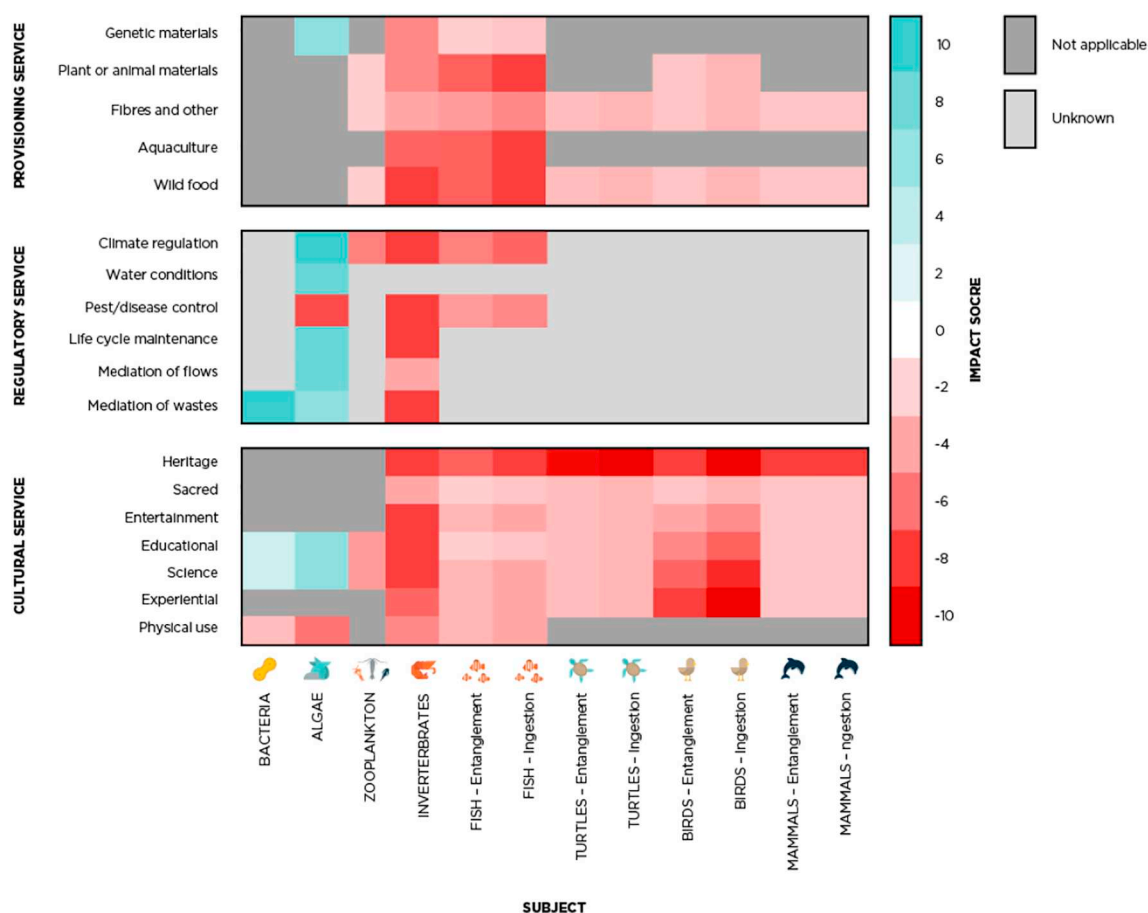 PROVISIONING SERVICE
Genetic materials
Plant or animal materials
Fibres and other
Aquaculture
Wild food
REGULATORY SERVICE
Climate regulation
Water conditions
Pest/disease control
Life cycle maintenance
Mediation of flows
Mediation of wastes
CULTURAL SERVICE
Heritage
Sacred
Entertainment
Educational
Science
Experiential
Physical use
BACTERIA
ALGAE
ZOOPLANKTON
INVERTERBRATES
FISH – Entanglement
FISH – Ingestion
TURTLES – Entanglement
TURTLES – Ingestion
BIRDS – Entanglement
BIRDS – Ingestion
MAMMALS – Entanglement
MAMMALS – ngestion
SUBJECT
10
8
6
4
2
0
-2
-4
-6
-8
-10
IMPACT SOCRE
Not applicable
Unknown